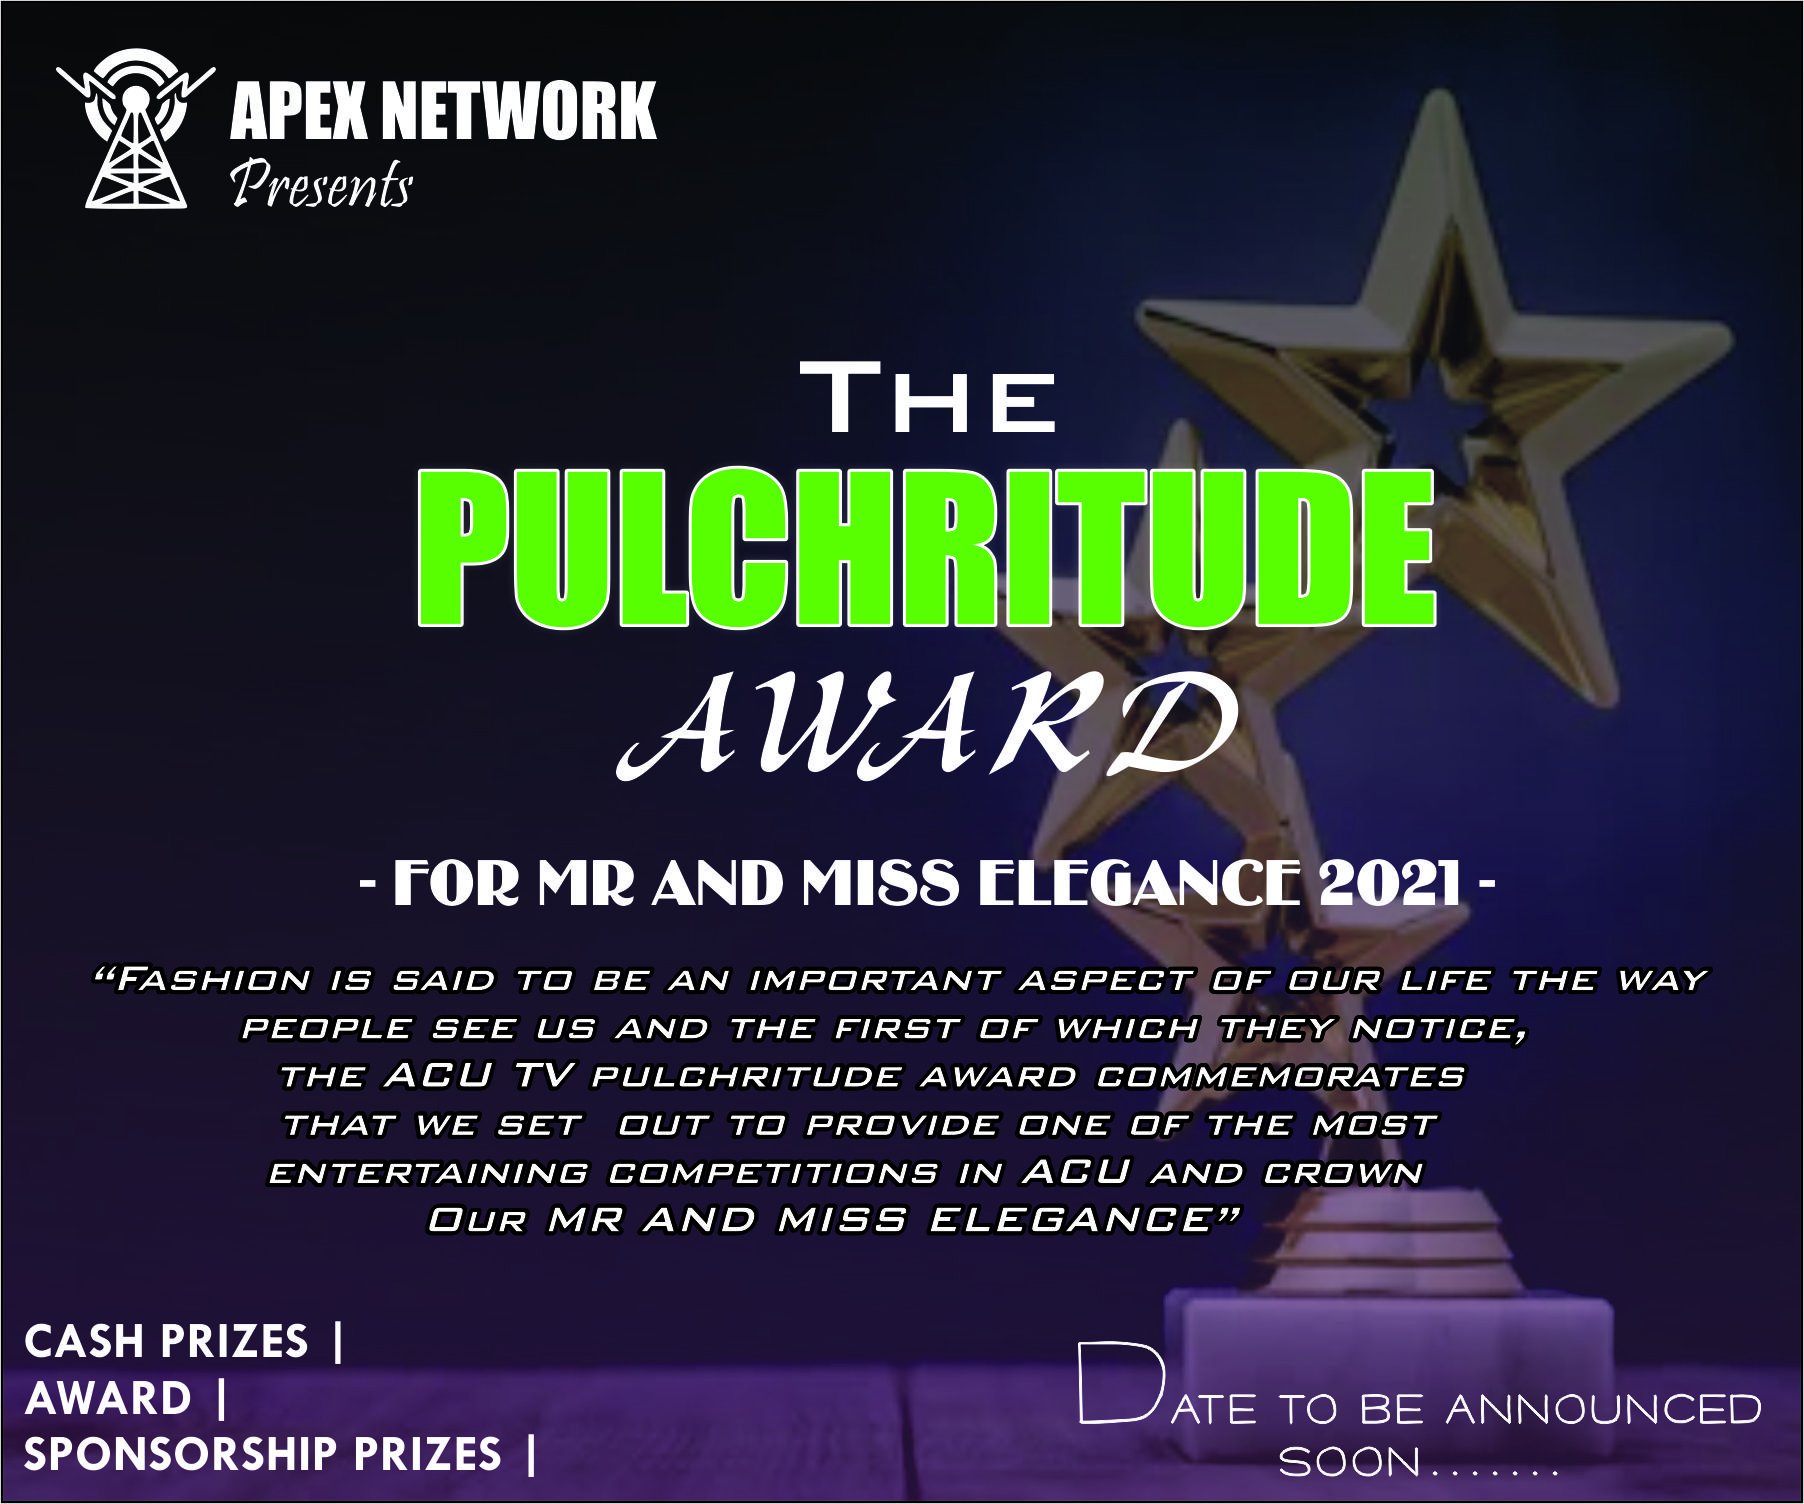 APEX NETWORK
Presents
THE
PULCHRITUDE
AWARD
- FOR MR AND MISS ELEGANCE 2021 -
“FASHION IS SAID TO BE AN IMPORTANT ASPECT OF OUR LIFE THE WAY
PEOPLE SEE US AND THE FIRST OF WHICH THEY NOTICE,
THE ACU TV PULCHRITUDE AWARD COMMEMORATES
THAT WE SET OUT TO PROVIDE ONE OF THE MOST
ENTERTAINING COMPETITIONS IN ACU AND CROWN
OUR MR AND MISS ELEGANCE”
CASH PRIZES |
AWARD |
SPONSORSHIP PRIZES |
DATE TO BE ANNOUNCED
SOON.......